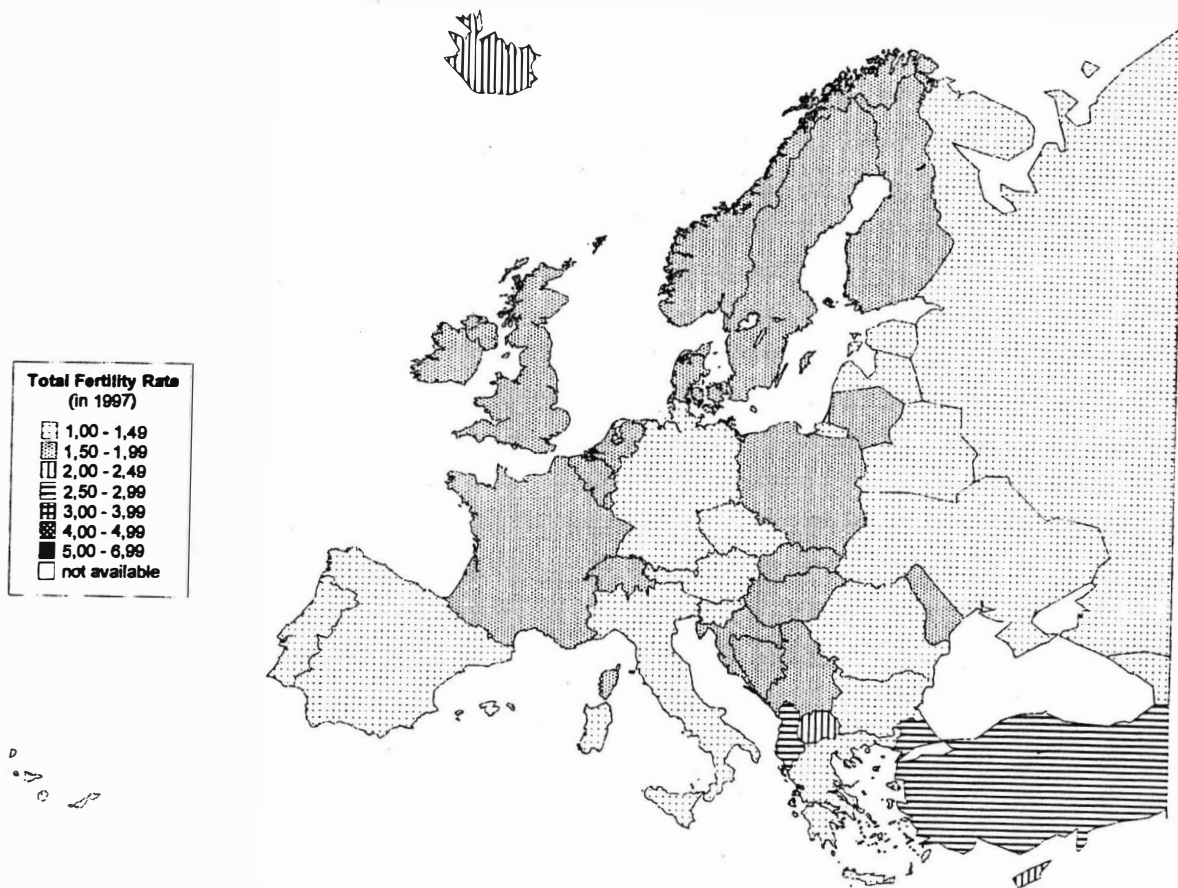 Total Fertility Rate
(in 1997)
1,00 - 1,49
1,50 - 1,99
2,00 - 2,49
2,50 - 2,99
3,00 - 3,99
4,00 - 4,99
5,00 - 6,99
not available